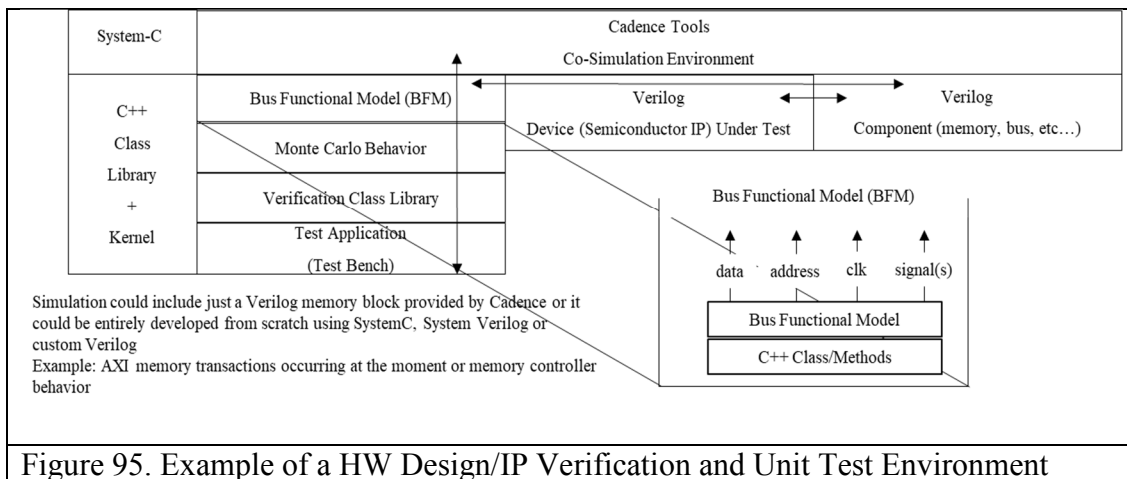 System-C
Cadence Tools
Co-Simulation Environment
C++
Class
Library
+
Kernel
Bus Functional Model (BFM)
Verilog
Device (Semiconductor IP) Under Test
Verilog
Component (memory, bus, etc…)
Monte Carlo Behavior
Verification Class Library
Test Application
(Test Bench)
Bus Functional Model (BFM)
data address clk signal(s)
Bus Functional Model
C++ Class/Methods
Simulation could include just a Verilog memory block provided by Cadence or it
could be entirely developed from scratch using SystemC, System Verilog or
custom Verilog
Example: AXI memory transactions occurring at the moment or memory controller
behavior
Figure 95. Example of a HW Design/IP Verification and Unit Test Environment